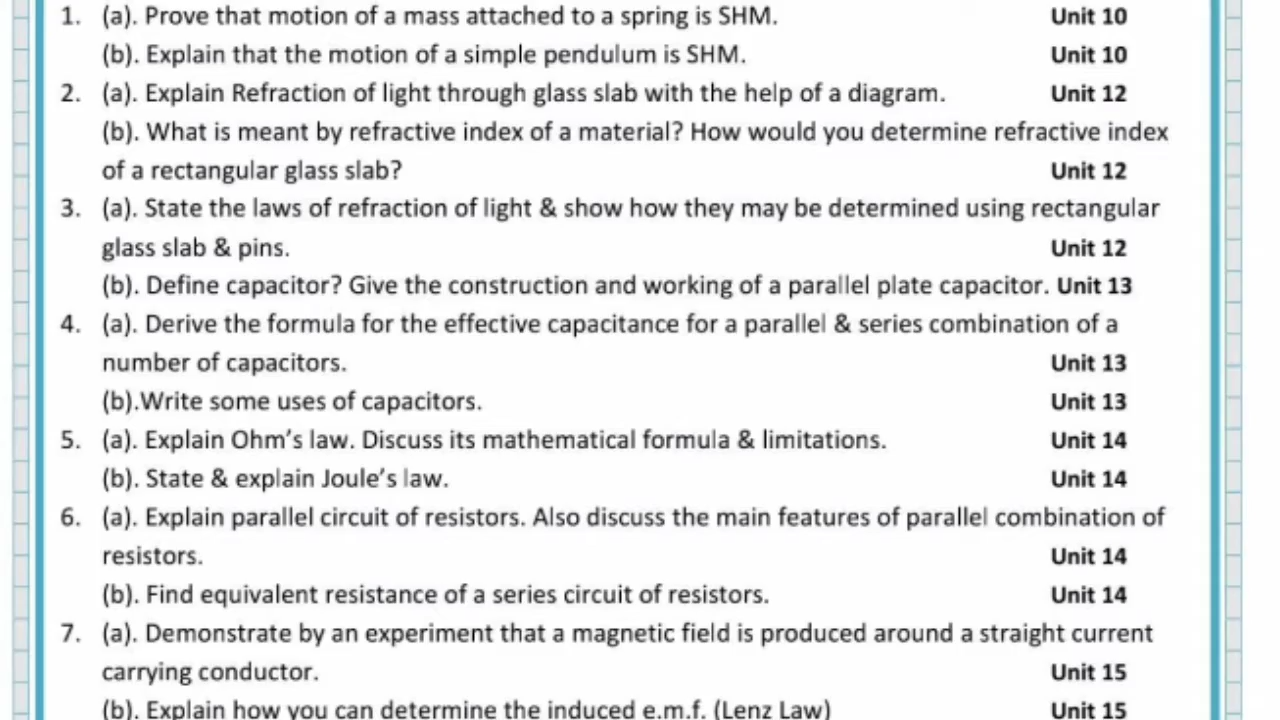 1. (a). Prove that motion of a mass attached to a spring is SHM. Unit 10
(b). Explain that the motion of a simple pendulum is SHM. Unit 10
2. (a). Explain Refraction of light through glass slab with the help of a diagram. Unit 12
(b). What is meant by refractive index of a material? How would you determine refractive index
of a rectangular glass slab? Unit 12
3. (a). State the laws of refraction of light & show how they may be determined using rectangular
glass slab & pins. Unit 12
(b). Define capacitor? Give the construction and working of a parallel plate capacitor. Unit 13
4. (a). Derive the formula for the effective capacitance for a parallel & series combination of a
number of capacitors. Unit 13
(b).Write some uses of capacitors. Unit 13
5. (a). Explain Ohm's law. Discuss its mathematical formula & limitations. Unit 14
(b). State & explain Joule's law. Unit 14
6. (a). Explain parallel circuit of resistors. Also discuss the main features of parallel combination of
resistors. Unit 14
(b). Find equivalent resistance of a series circuit of resistors. Unit 14
7. (a). Demonstrate by an experiment that a magnetic field is produced around a straight current
carrying conductor. Unit 15
(b). Explain how you can determine the induced e.m.f. (Lenz Law) Unit 15